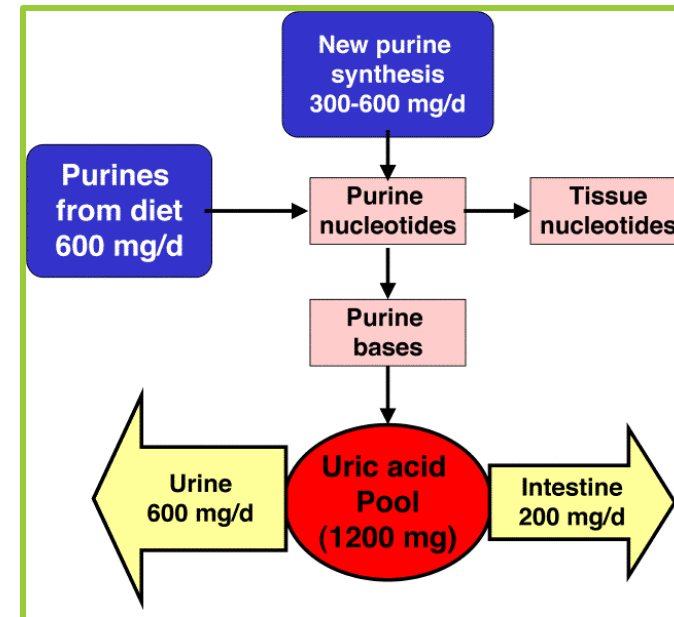 New purine
synthesis
300-600 mg/d
Purines
from diet
600 mg/d
Purine
nucleotides
Tissue
nucleotides
Purine
bases
Urine
600 mg/d
Uric acid
Pool
(1200 mg)
Intestine
200 mg/d